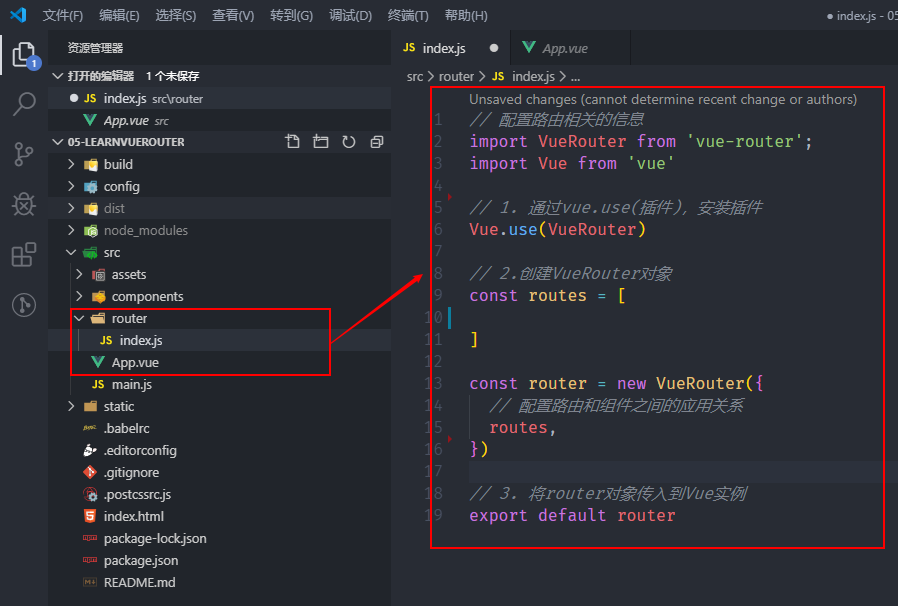 文件(F) 编辑(E) 选择(S) 查看(V) 转到(G) 调试(D) 终端(T) 帮助(H) ● index.js - 05
资源管理器
打开的编辑器 1 个未保存
● JS index.js src\router
App.vue src
05-LEARNVUEROUTER
build
config
dist
node_modules
src
assets
components
router
JS index.js
App.vue
JS main.js
static
.babelrc
.editorconfig
.gitignore
.postcssrc.js
index.html
package-lock.json
package.json
README.md
1
JS index.js ● App.vue
src > router > JS index.js > ...
Unsaved changes (cannot determine recent change or authors)
1 // 配置路由相关的信息
2 import VueRouter from 'vue-router';
3 import Vue from 'vue'
4
5 // 1. 通过vue.use(插件), 安装插件
6 Vue.use(VueRouter)
7
8 // 2.创建VueRouter对象
9 const routes = [
10
11 ]
12
13 const router = new VueRouter({
14 // 配置路由和组件之间的应用关系
15 routes,
16 })
17
18 // 3. 将router对象传入到Vue实例
19 export default router